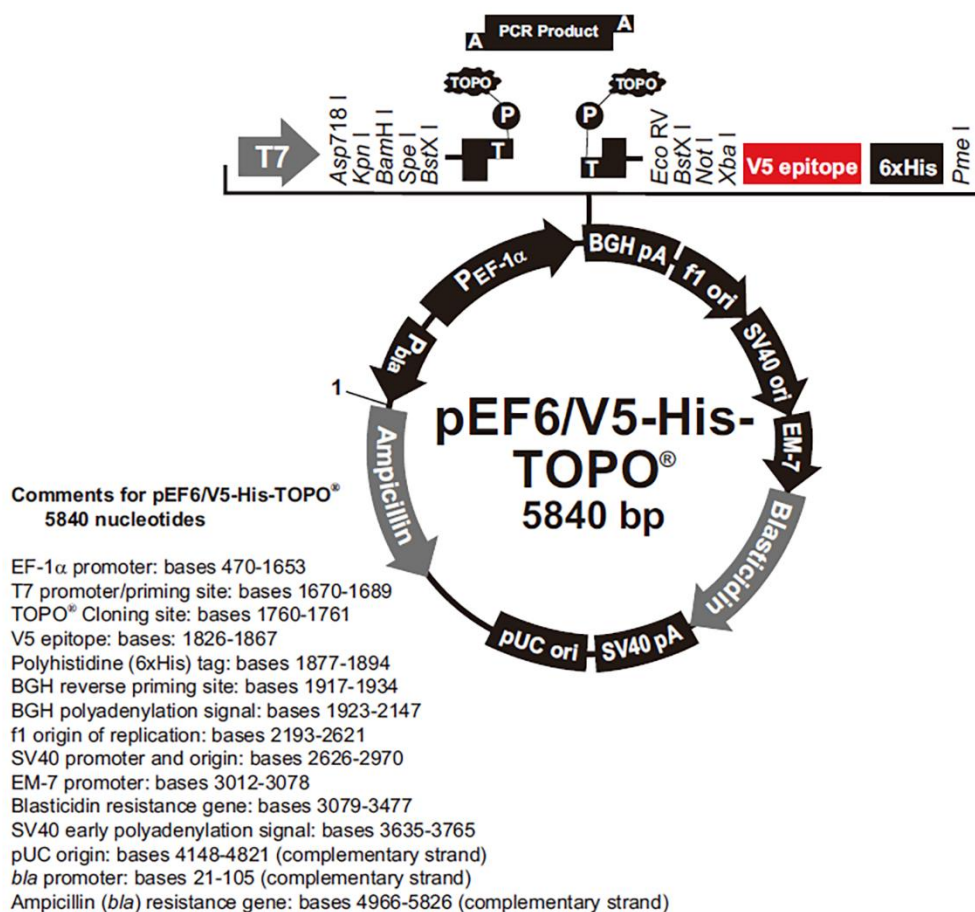 PCR Product
A
A
TOPO
TOPO
P
P
T
T
T7
Asp718 I
Kpn I
BamH I
Spe I
BstX I
Eco RV
BstX I
Not I
Xba I
V5 epitope
6xHis
Pme I
BGH pA
f1 ori
SV40 ori
EM-7
Blasticidin
SV40 pA
pUC ori
Ampicillin
Pbla
PEF-1α
1
pEF6/V5-His-
TOPO®
5840 bp
Comments for pEF6/V5-His-TOPO®
5840 nucleotides
EF-1α promoter: bases 470-1653
T7 promoter/priming site: bases 1670-1689
TOPO® Cloning site: bases 1760-1761
V5 epitope: bases: 1826-1867
Polyhistidine (6xHis) tag: bases 1877-1894
BGH reverse priming site: bases 1917-1934
BGH polyadenylation signal: bases 1923-2147
f1 origin of replication: bases 2193-2621
SV40 promoter and origin: bases 2626-2970
EM-7 promoter: bases 3012-3078
Blasticidin resistance gene: bases 3079-3477
SV40 early polyadenylation signal: bases 3635-3765
pUC origin: bases 4148-4821 (complementary strand)
bla promoter: bases 21-105 (complementary strand)
Ampicillin (bla) resistance gene: bases 4966-5826 (complementary strand)